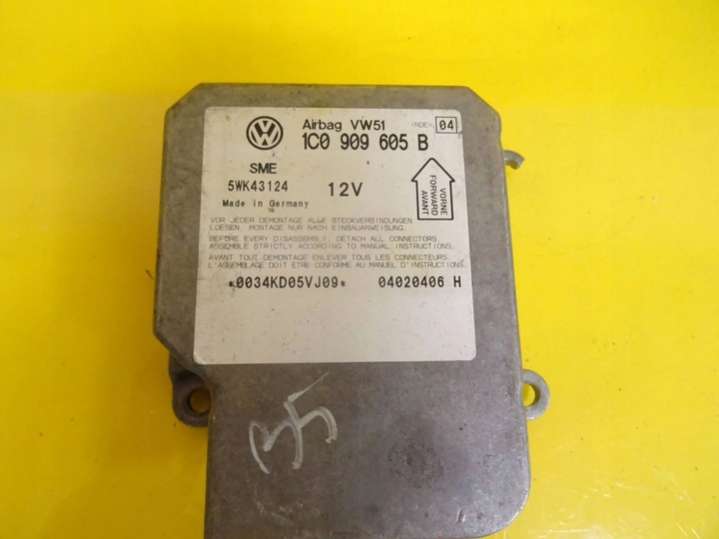 Airbag VW51 INDEX: 04
1C0 909 605 B
SME
5WK43124 12V
Made in Germany
VORNE
FORWARD
AVANT
VOR JEDER DEMONTAGE ALLE STECKVERBINDUNGEN
LOESEN. MONTAGE NUR NACH EINBAUANWEISUNG.
BEFORE EVERY DISASSEMBLY, DETACH ALL CONNECTORS.
ASSEMBLE STRICTLY ACCORDING TO MANUAL INSTRUCTIONS.
AVANT TOUT DEMONTAGE ENLEVER TOUS LES CONNECTEURS.
L'ASSEMBLAGE DOIT ETRE CONFORME AU MANUEL D'INSTRUCTIONS.
*0034KD05VJ09* 04020406 H
35